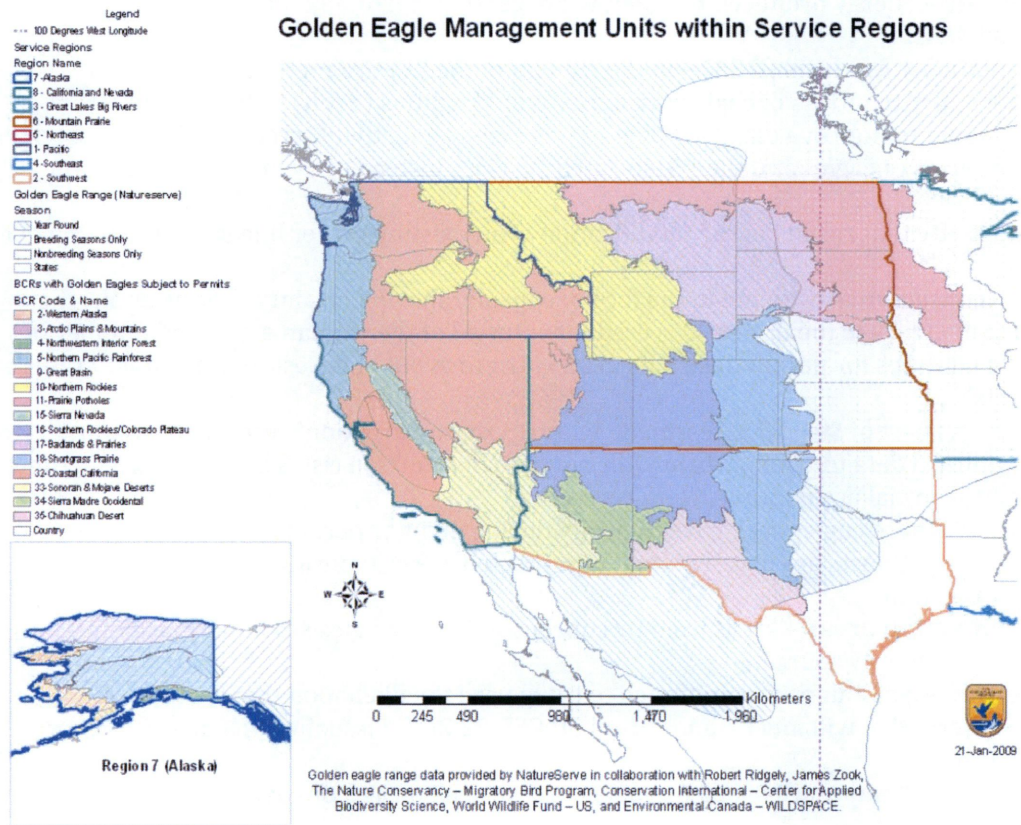 Legend
100 Degrees West Longitude
Service Regions
Region Name
7 -Alaska
8 - California and Nevada
3 - Great Lakes Big Rivers
6 - Mountain Prairie
5 - Northeast
1- Pacific
4 -Southeast
2 - Southwest
Golden Eagle Range (Natureserve)
Season
Year Round
Breeding Seasons Only
Nonbreeding Seasons Only
States
BCRs with Golden Eagles Subject to Permits
BCR Code & Name
2-Western Alaska
3-Arctic Plains & Mountains
4-Northwestern Interior Forest
5-Northern Pacific Rainforest
9-Great Basin
10-Northern Rockies
11-Prairie Potholes
15-Sierra Nevada
16-Southern Rockies/Colorado Plateau
17-Badlands & Prairies
18-Shortgrass Prairie
32-Coastal California
33-Sonoran & Mojave Deserts
34-Sierra Madre Occidental
35-Chihuahuan Desert
Country
Golden Eagle Management Units within Service Regions
N
W E
S
Kilometers
0 245 490 980 1,470 1,960
Region 7 (Alaska)
21-Jan-2009
Golden eagle range data provided by NatureServe in collaboration with Robert Ridgely, James Zook,
The Nature Conservancy – Migratory Bird Program, Conservation International – Center for Applied
Biodiversity Science, World Wildlife Fund – US, and Environmental Canada – WILDSPACE.